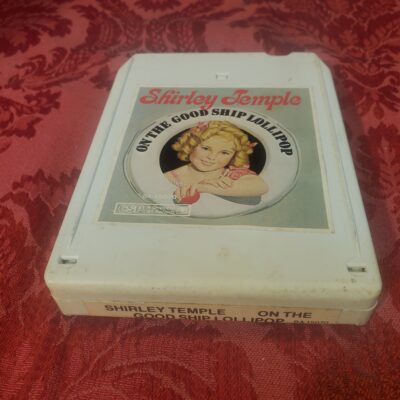 Shirley Temple
ON THE GOOD SHIP LOLLIPOP
SHIRLEY TEMPLE ON THE
GOOD SHIP LOLLIPOP